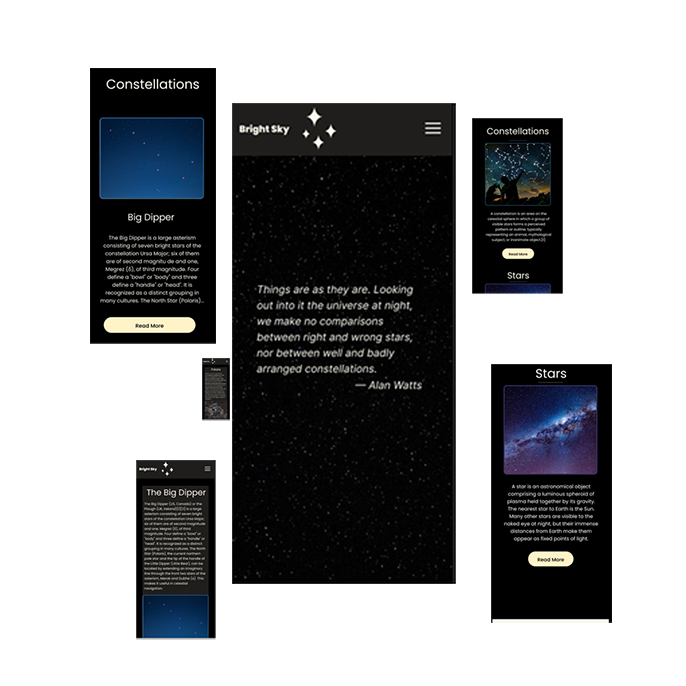 Constellations
Big Dipper
The Big Dipper is a large asterism
consisting of seven bright stars of the
constellation Ursa Major; six of them
are of second magnitu de and one,
Megrez (δ), of third magnitude. Four
define a "bowl" or "body" and three
define a "handle" or "head". It is
recognized as a distinct grouping in
many cultures. The North Star (Polaris)...
Read More
Bright Sky
Things are as they are. Looking
out into it the universe at night,
we make no comparisons
between right and wrong stars,
nor between well and badly
arranged constellations.
— Alan Watts
Constellations
A constellation is an area on the
celestial sphere in which a group of
visible stars forms a perceived
pattern or outline, typically
representing an animal, mythological
subject, or inanimate object.[1]
Read More
Stars
Polaris
Bright Sky
The Big Dipper
The Big Dipper (US, Canada) or the
Plough (UK, Ireland)[1][2] is a large
asterism consisting of seven bright
stars of the constellation Ursa Major;
six of them are of second magnitude
and one, Megrez (δ), of third
magnitude. Four define a "bowl" or
"body" and three define a "handle" or
"head". It is recognized as a distinct
grouping in many cultures. The North
Star (Polaris), the current northern
pole star and the tip of the handle of
the Little Dipper (Little Bear), can be
located by extending an imaginary
line through the front two stars of the
asterism, Merak and Dubhe (α). This
makes it useful in celestial
navigation.
Stars
A star is an astronomical object
comprising a luminous spheroid of
plasma held together by its gravity.
The nearest star to Earth is the Sun.
Many other stars are visible to the
naked eye at night, but their immense
distances from Earth make them
appear as fixed points of light.
Read More